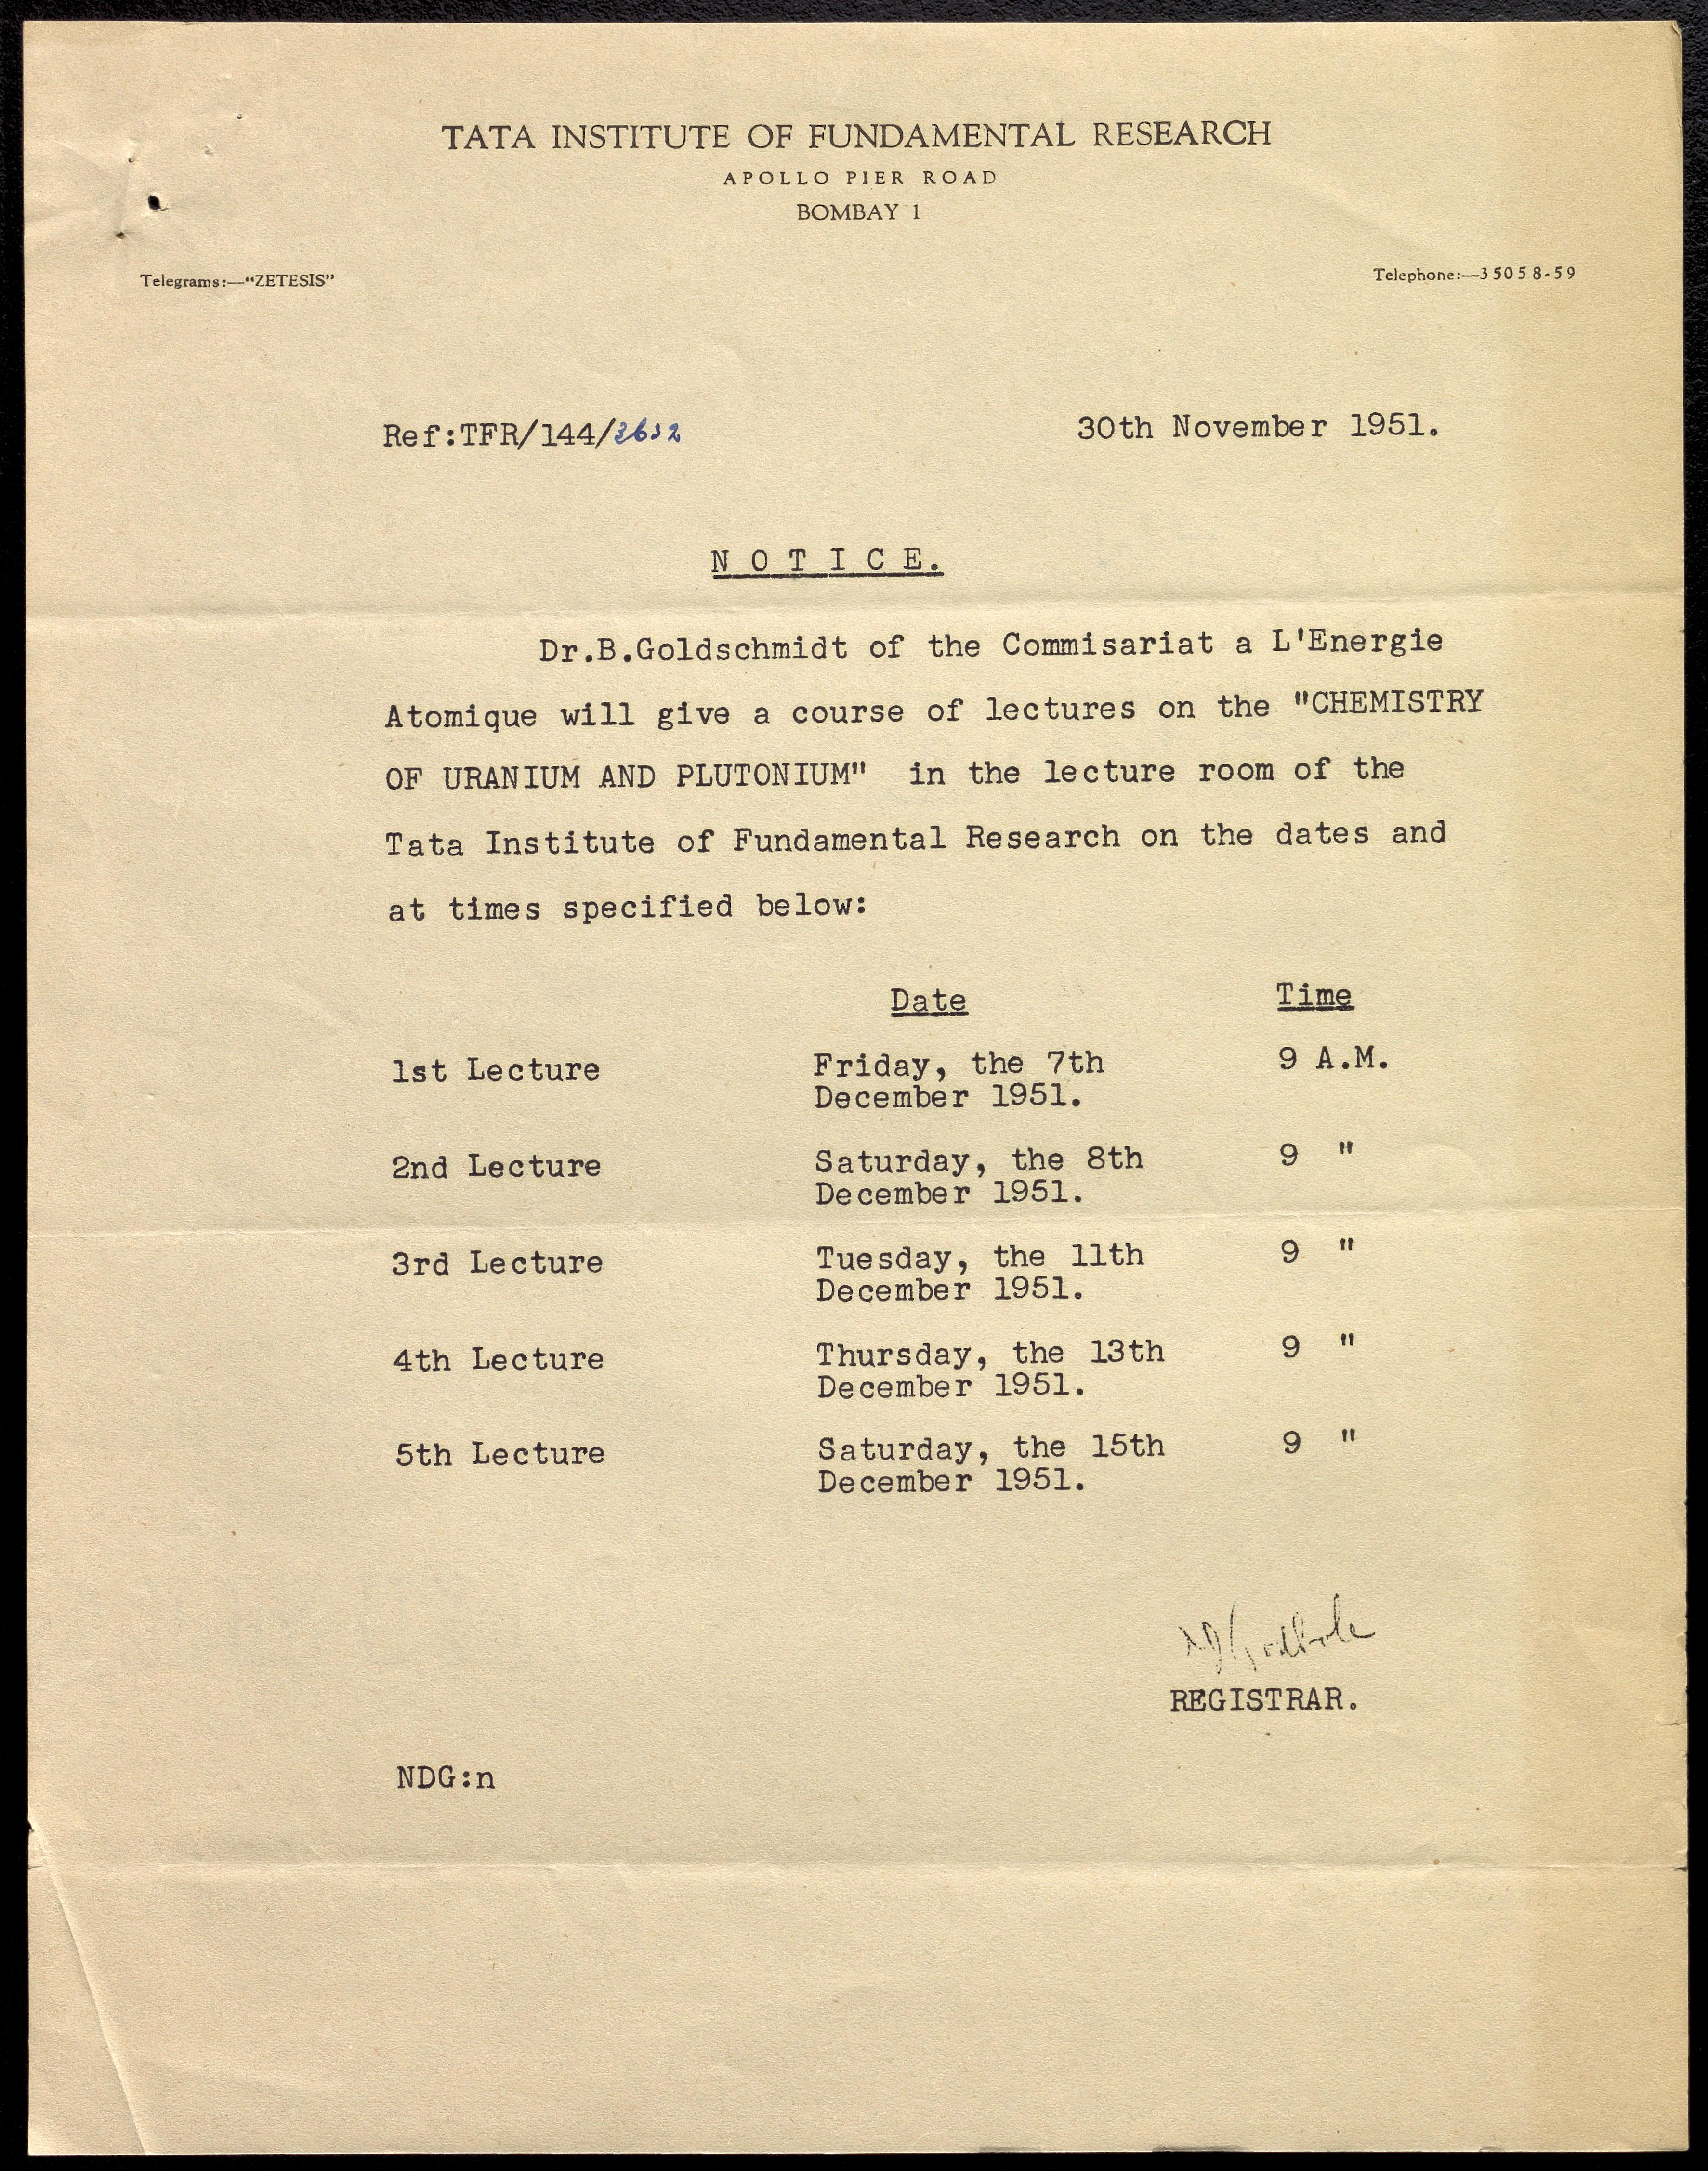 TATA INSTITUTE OF FUNDAMENTAL RESEARCH
APOLLO PIER ROAD
BOMBAY 1
Telegrams:—"ZETESIS" Telephone:—35058-59
Ref:TFR/144/3632 30th November 1951.
N O T I C E.
Dr.B.Goldschmidt of the Commisariat a L'Energie
Atomique will give a course of lectures on the "CHEMISTRY
OF URANIUM AND PLUTONIUM" in the lecture room of the
Tata Institute of Fundamental Research on the dates and
at times specified below:
Date Time
1st Lecture Friday, the 7th 9 A.M.
December 1951.
2nd Lecture Saturday, the 8th 9 "
December 1951.
3rd Lecture Tuesday, the 11th 9 "
December 1951.
4th Lecture Thursday, the 13th 9 "
December 1951.
5th Lecture Saturday, the 15th 9 "
December 1951.
REGISTRAR.
NDG:n